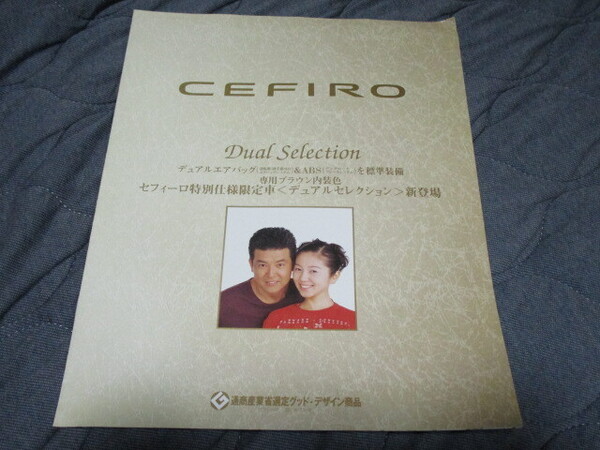 CEFIRO
Dual Selection
デュアルエアバッグ&ABSを標準装備
専用ブラウン内装色
セフィーロ特別仕様限定車<デュアルセレクション>新登場
G 通商産業省選定グッド・デザイン商品